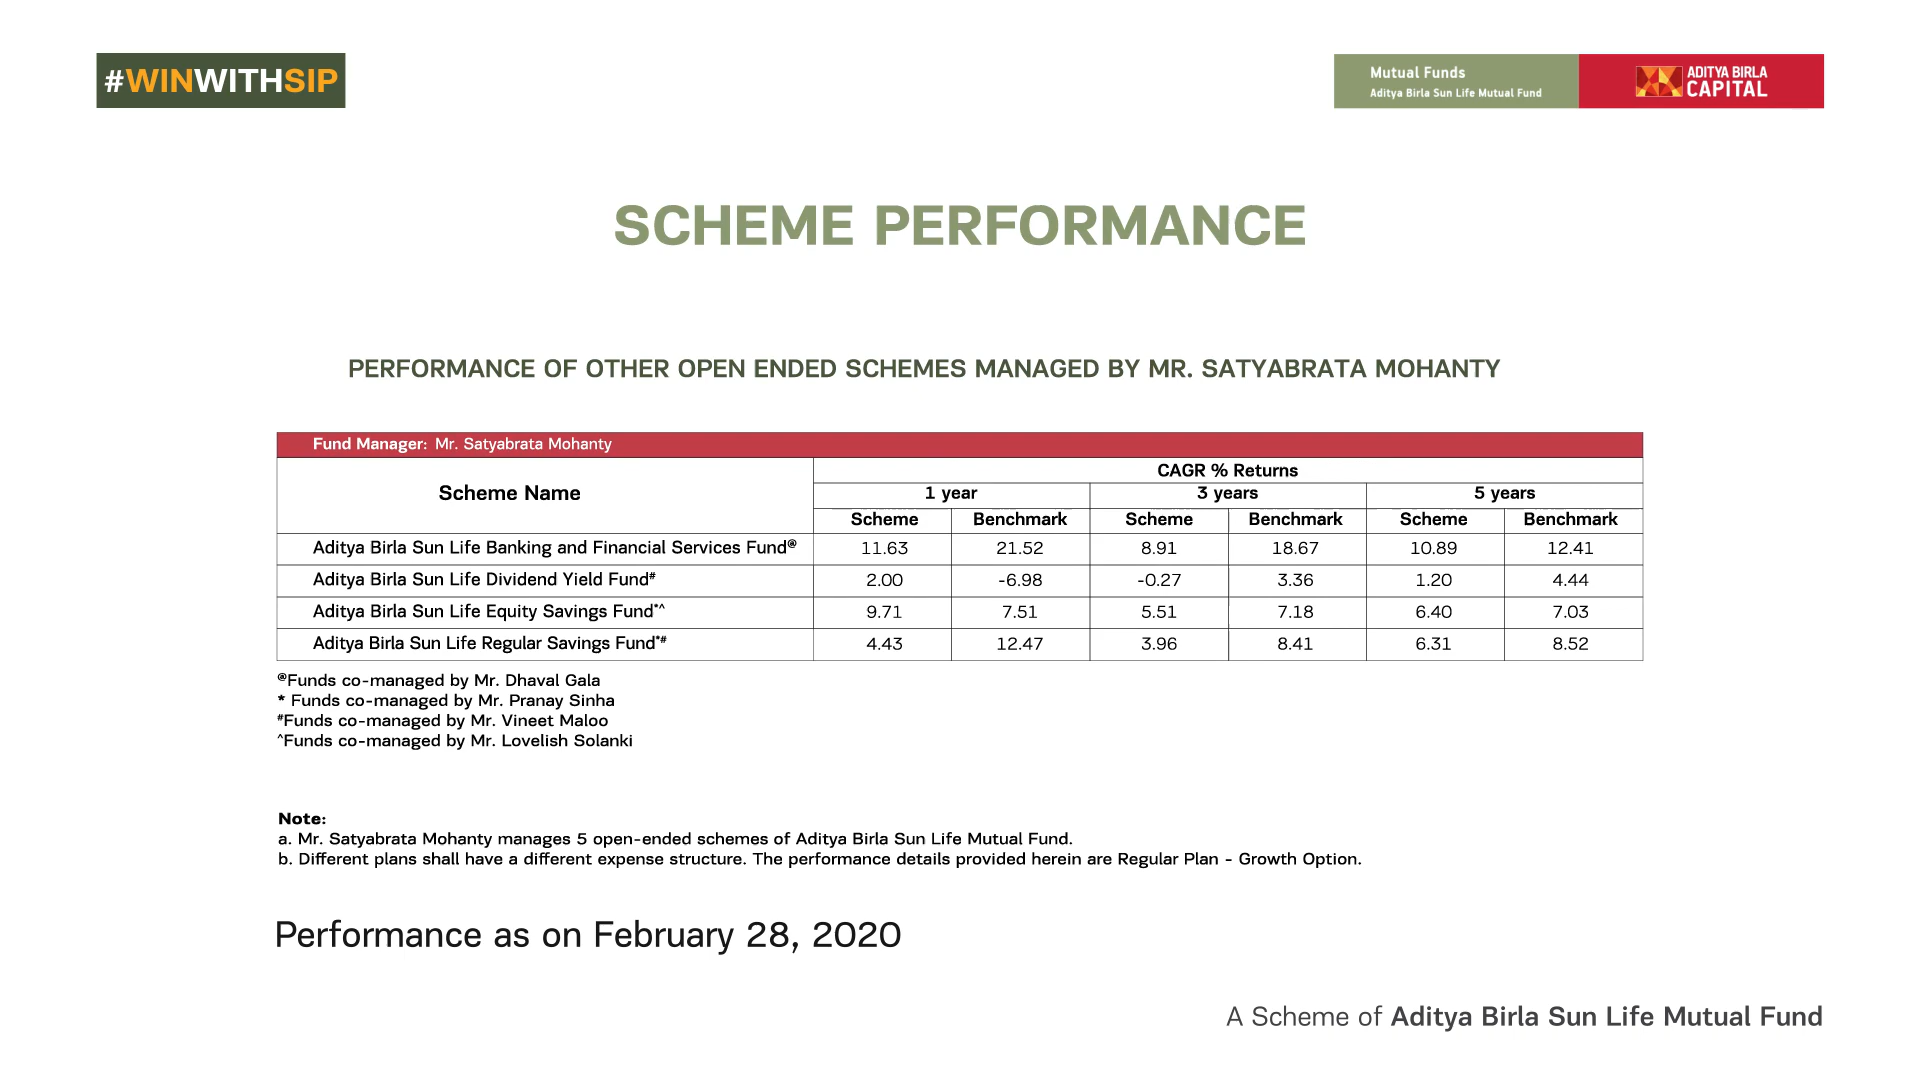 #WINWITHSIP
Mutual Funds
Aditya Birla Sun Life Mutual Fund
ADITYA BIRLA
CAPITAL
SCHEME PERFORMANCE
PERFORMANCE OF OTHER OPEN ENDED SCHEMES MANAGED BY MR. SATYABRATA MOHANTY
Fund Manager: Mr. Satyabrata Mohanty
Scheme Name
CAGR % Returns
1 year 3 years 5 years
Scheme Benchmark Scheme Benchmark Scheme Benchmark
Aditya Birla Sun Life Banking and Financial Services Fund@ 11.63 21.52 8.91 18.67 10.89 12.41
Aditya Birla Sun Life Dividend Yield Fund# 2.00 -6.98 -0.27 3.36 1.20 4.44
Aditya Birla Sun Life Equity Savings Fund*^ 9.71 7.51 5.51 7.18 6.40 7.03
Aditya Birla Sun Life Regular Savings Fund*# 4.43 12.47 3.96 8.41 6.31 8.52
@Funds co-managed by Mr. Dhaval Gala
* Funds co-managed by Mr. Pranay Sinha
#Funds co-managed by Mr. Vineet Maloo
^Funds co-managed by Mr. Lovelish Solanki
Note:
a. Mr. Satyabrata Mohanty manages 5 open-ended schemes of Aditya Birla Sun Life Mutual Fund.
b. Different plans shall have a different expense structure. The performance details provided herein are Regular Plan - Growth Option.
Performance as on February 28, 2020
A Scheme of Aditya Birla Sun Life Mutual Fund